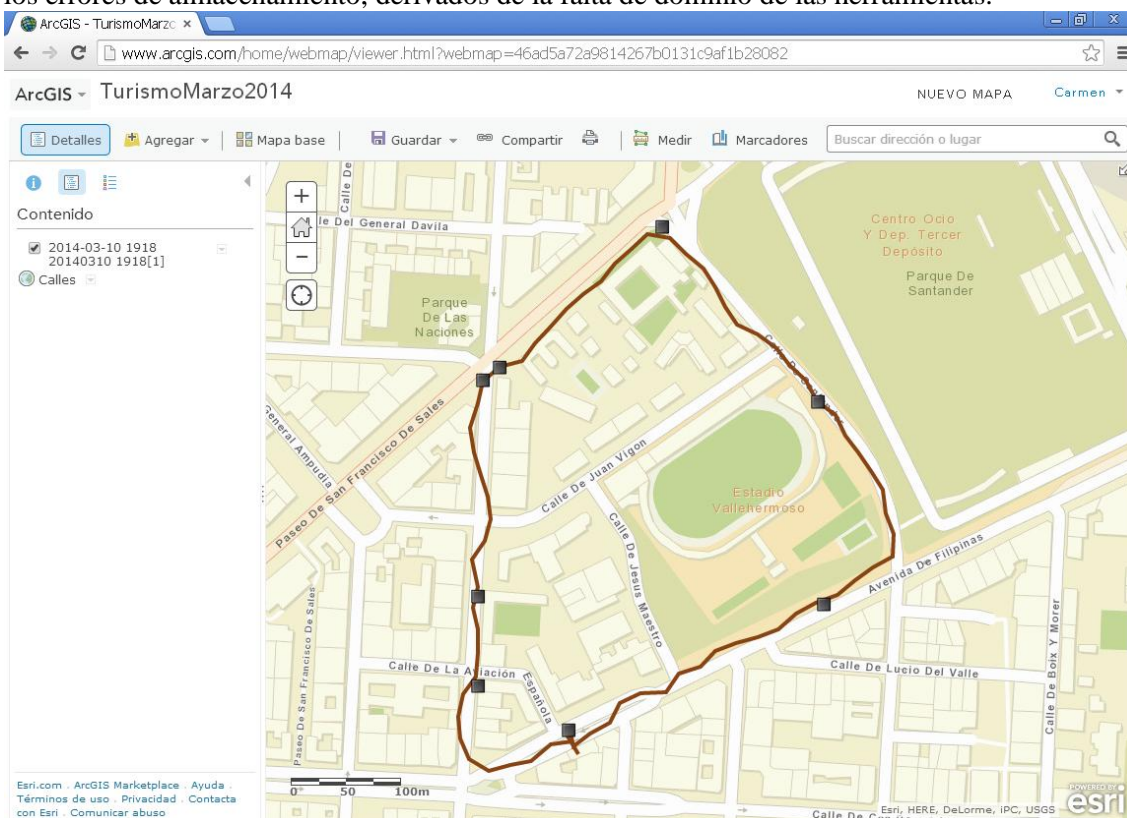 los errores de almacenamiento, derivados de la falta de dominio de las herramientas.
ArcGIS - TurismoMarzo
www.arcgis.com/home/webmap/viewer.html?webmap=46ad5a72a9814267b0131c9af1b28082
ArcGIS TurismoMarzo2014
NUEVO MAPA
Carmen
Detalles
Agregar
Mapa base
Guardar
Compartir
Medir
Marcadores
Buscar dirección o lugar
Contenido
2014-03-10 1918
20140310 1918[1]
Calles
Calle De
le Del General Davila
Parque
De Las
Naciones
Centro Ocio
Y Dep. Tercer
Depósito
Parque De
Santander
General Ampudia
Paseo De San Francisco De Sales
Calle De Juan Vigon
Calle De Jesus Maestro
Estadio
Vallehermoso
Avenida De Filipinas
Paseo De San Francisco De Sales
Calle De La Aviación
Española
Calle De Lucio Del Valle
Calle De Boix Y Morer
0 50 100m
Esri.com . ArcGIS Marketplace . Ayuda .
Términos de uso . Privacidad . Contacta
con Esri . Comunicar abuso
Esri, HERE, DeLorme, iPC, USGS
POWERED BY
esri